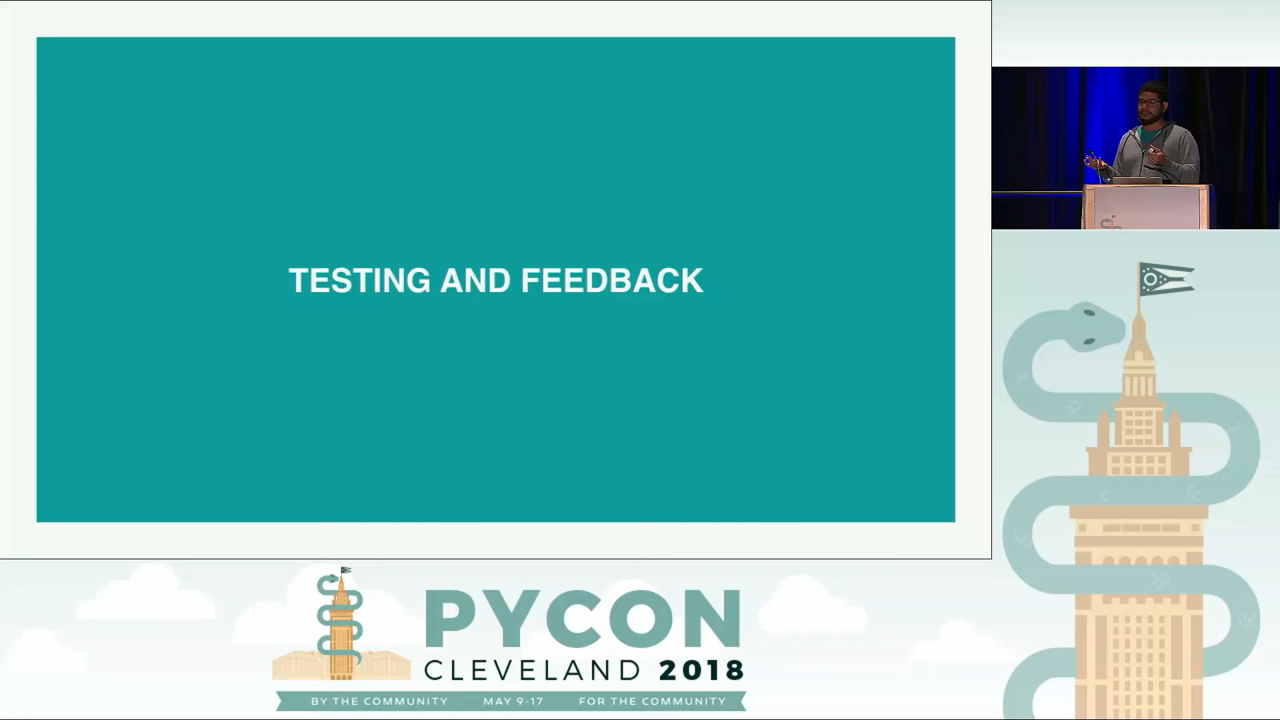 TESTING AND FEEDBACK
PYCON
CLEVELAND 2018
BY THE COMMUNITY MAY 9-17 FOR THE COMMUNITY